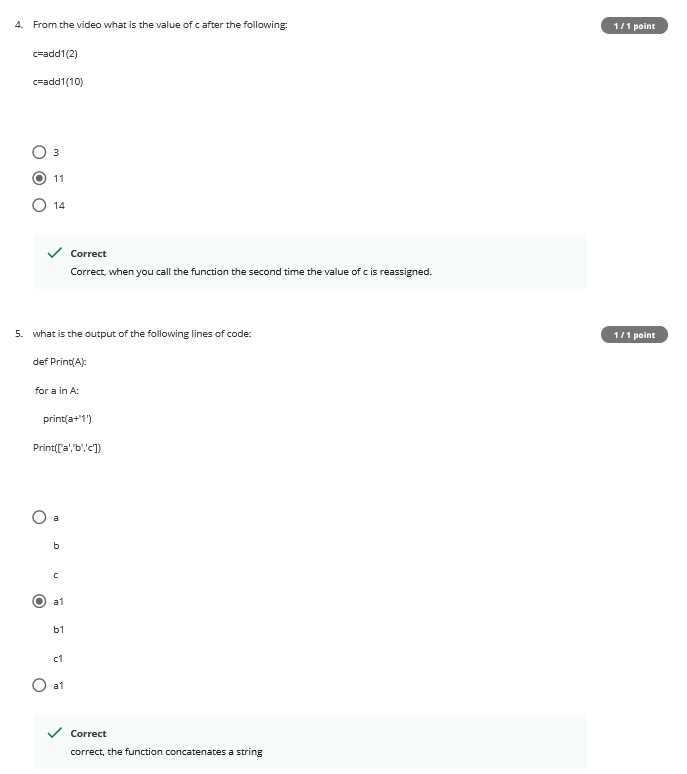 4. From the video what is the value of c after the following:
1 / 1 point
c=add1(2)
c=add1(10)
3
11
14
Correct
Correct, when you call the function the second time the value of c is reassigned.
5. what is the output of the following lines of code:
1 / 1 point
def Print(A):
for a in A:
print(a+'1')
Print(['a','b','c'])
a
b
c
a1
b1
c1
a1
Correct
correct, the function concatenates a string